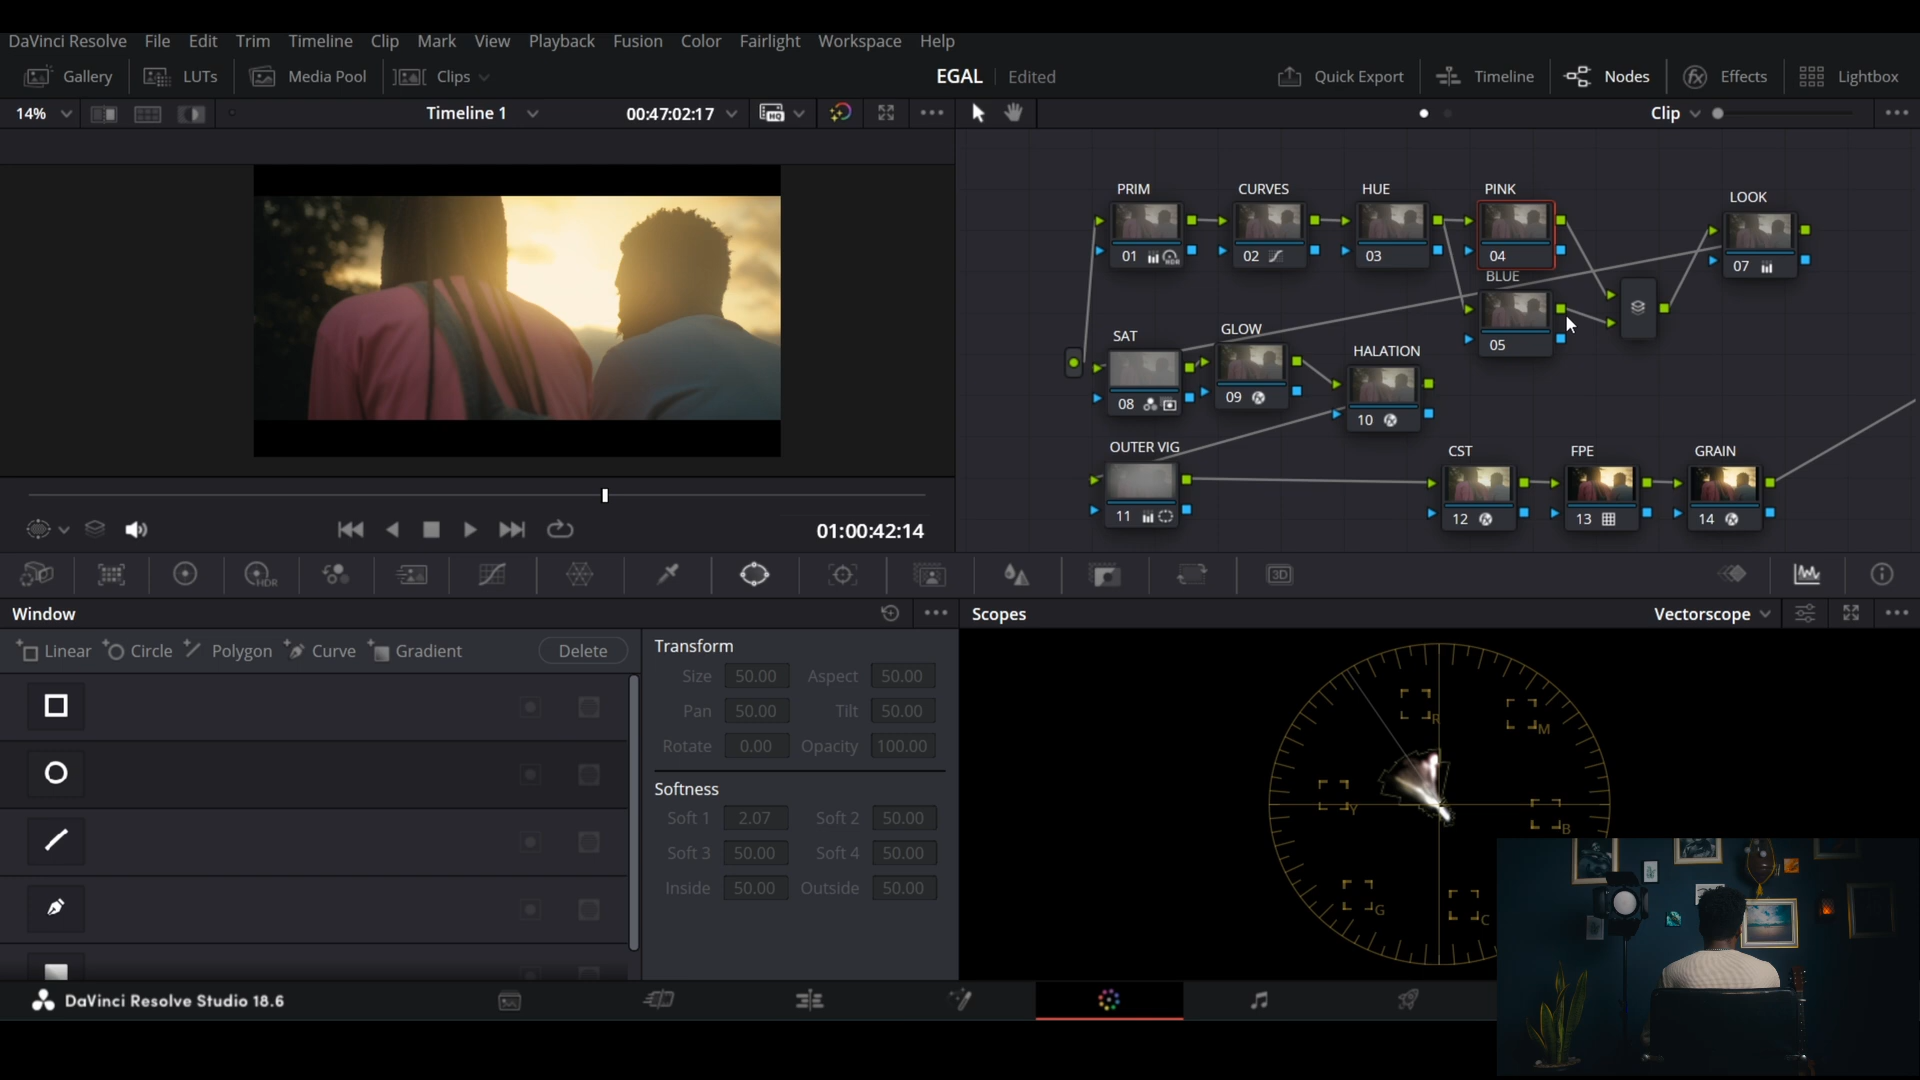 DaVinci Resolve File Edit Trim Timeline Clip Mark View Playback Fusion Color Fairlight Workspace Help
Gallery LUTs Media Pool Clips EGAL Edited Quick Export Timeline Nodes Effects Lightbox
14% Timeline 1 00:47:02:17 HQ Clip
PRIM CURVES HUE PINK LOOK
01 HDR 02 03 04 07
BLUE
SAT GLOW HALATION 05
08 09 10
OUTER VIG CST FPE GRAIN
11 12 13 14
01:00:42:14
HDR 3D
Window Scopes Vectorscope
Linear Circle Polygon Curve Gradient Delete Transform
Size 50.00 Aspect 50.00
Pan 50.00 Tilt 50.00
Rotate 0.00 Opacity 100.00
Softness
Soft 1 2.07 Soft 2 50.00
Soft 3 50.00 Soft 4 50.00
Inside 50.00 Outside 50.00
R M
Y B
G C
DaVinci Resolve Studio 18.6